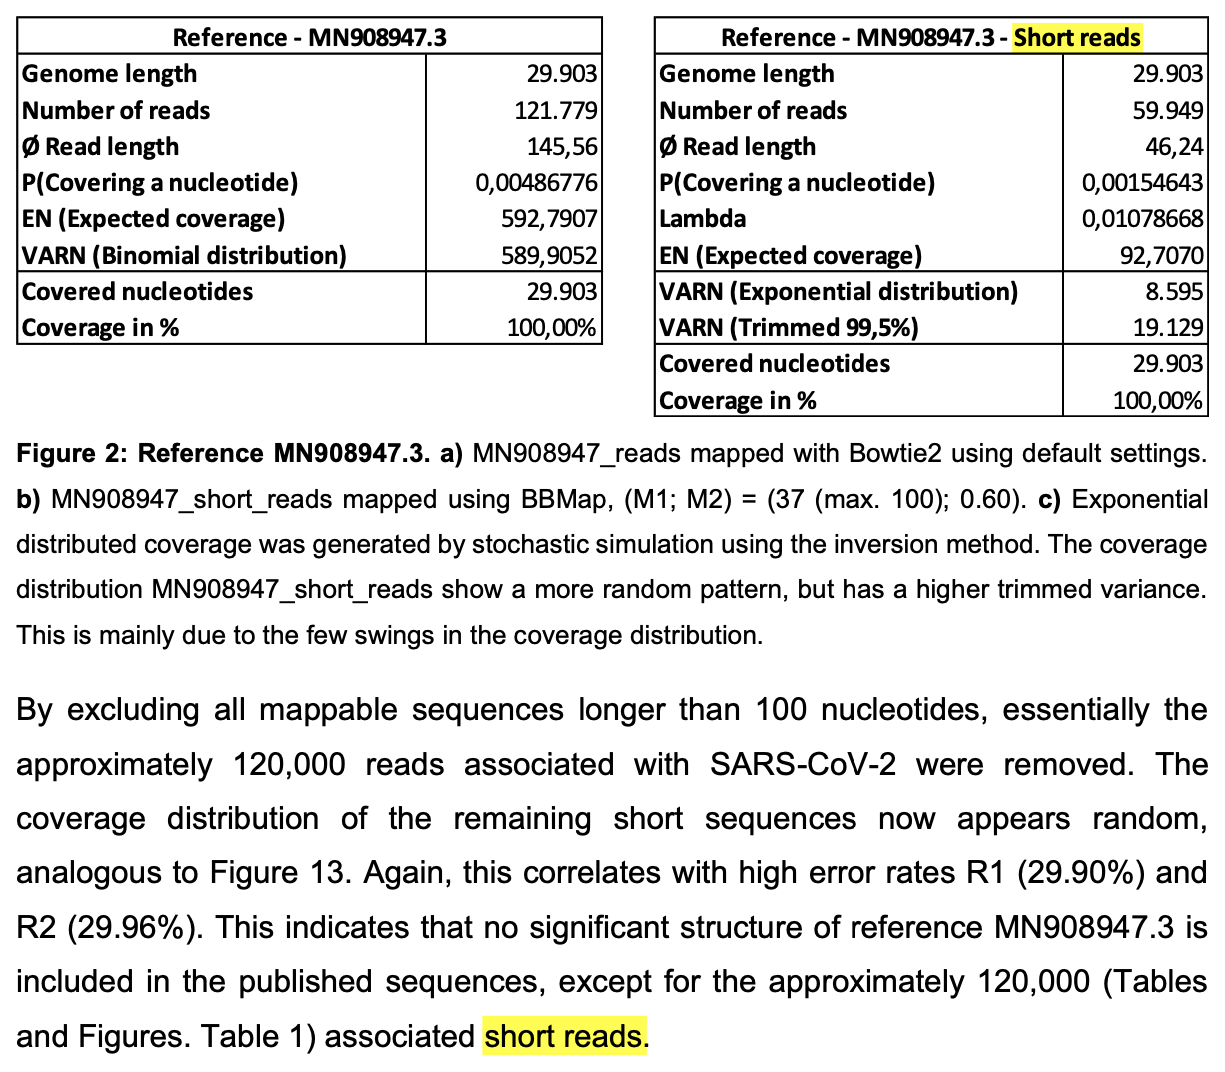 Reference - MN908947.3
Genome length 29.903
Number of reads 121.779
Ø Read length 145,56
P(Covering a nucleotide) 0,00486776
EN (Expected coverage) 592,7907
VARN (Binomial distribution) 589,9052
Covered nucleotides 29.903
Coverage in % 100,00%
Reference - MN908947.3 - Short reads
Genome length 29.903
Number of reads 59.949
Ø Read length 46,24
P(Covering a nucleotide) 0,00154643
Lambda 0,01078668
EN (Expected coverage) 92,7070
VARN (Exponential distribution) 8.595
VARN (Trimmed 99,5%) 19.129
Covered nucleotides 29.903
Coverage in % 100,00%
Figure 2: Reference MN908947.3. a) MN908947_reads mapped with Bowtie2 using default settings.
b) MN908947_short_reads mapped using BBMap, (M1; M2) = (37 (max. 100); 0.60). c) Exponential
distributed coverage was generated by stochastic simulation using the inversion method. The coverage
distribution MN908947_short_reads show a more random pattern, but has a higher trimmed variance.
This is mainly due to the few swings in the coverage distribution.
By excluding all mappable sequences longer than 100 nucleotides, essentially the
approximately 120,000 reads associated with SARS-CoV-2 were removed. The
coverage distribution of the remaining short sequences now appears random,
analogous to Figure 13. Again, this correlates with high error rates R1 (29.90%) and
R2 (29.96%). This indicates that no significant structure of reference MN908947.3 is
included in the published sequences, except for the approximately 120,000 (Tables
and Figures. Table 1) associated short reads.